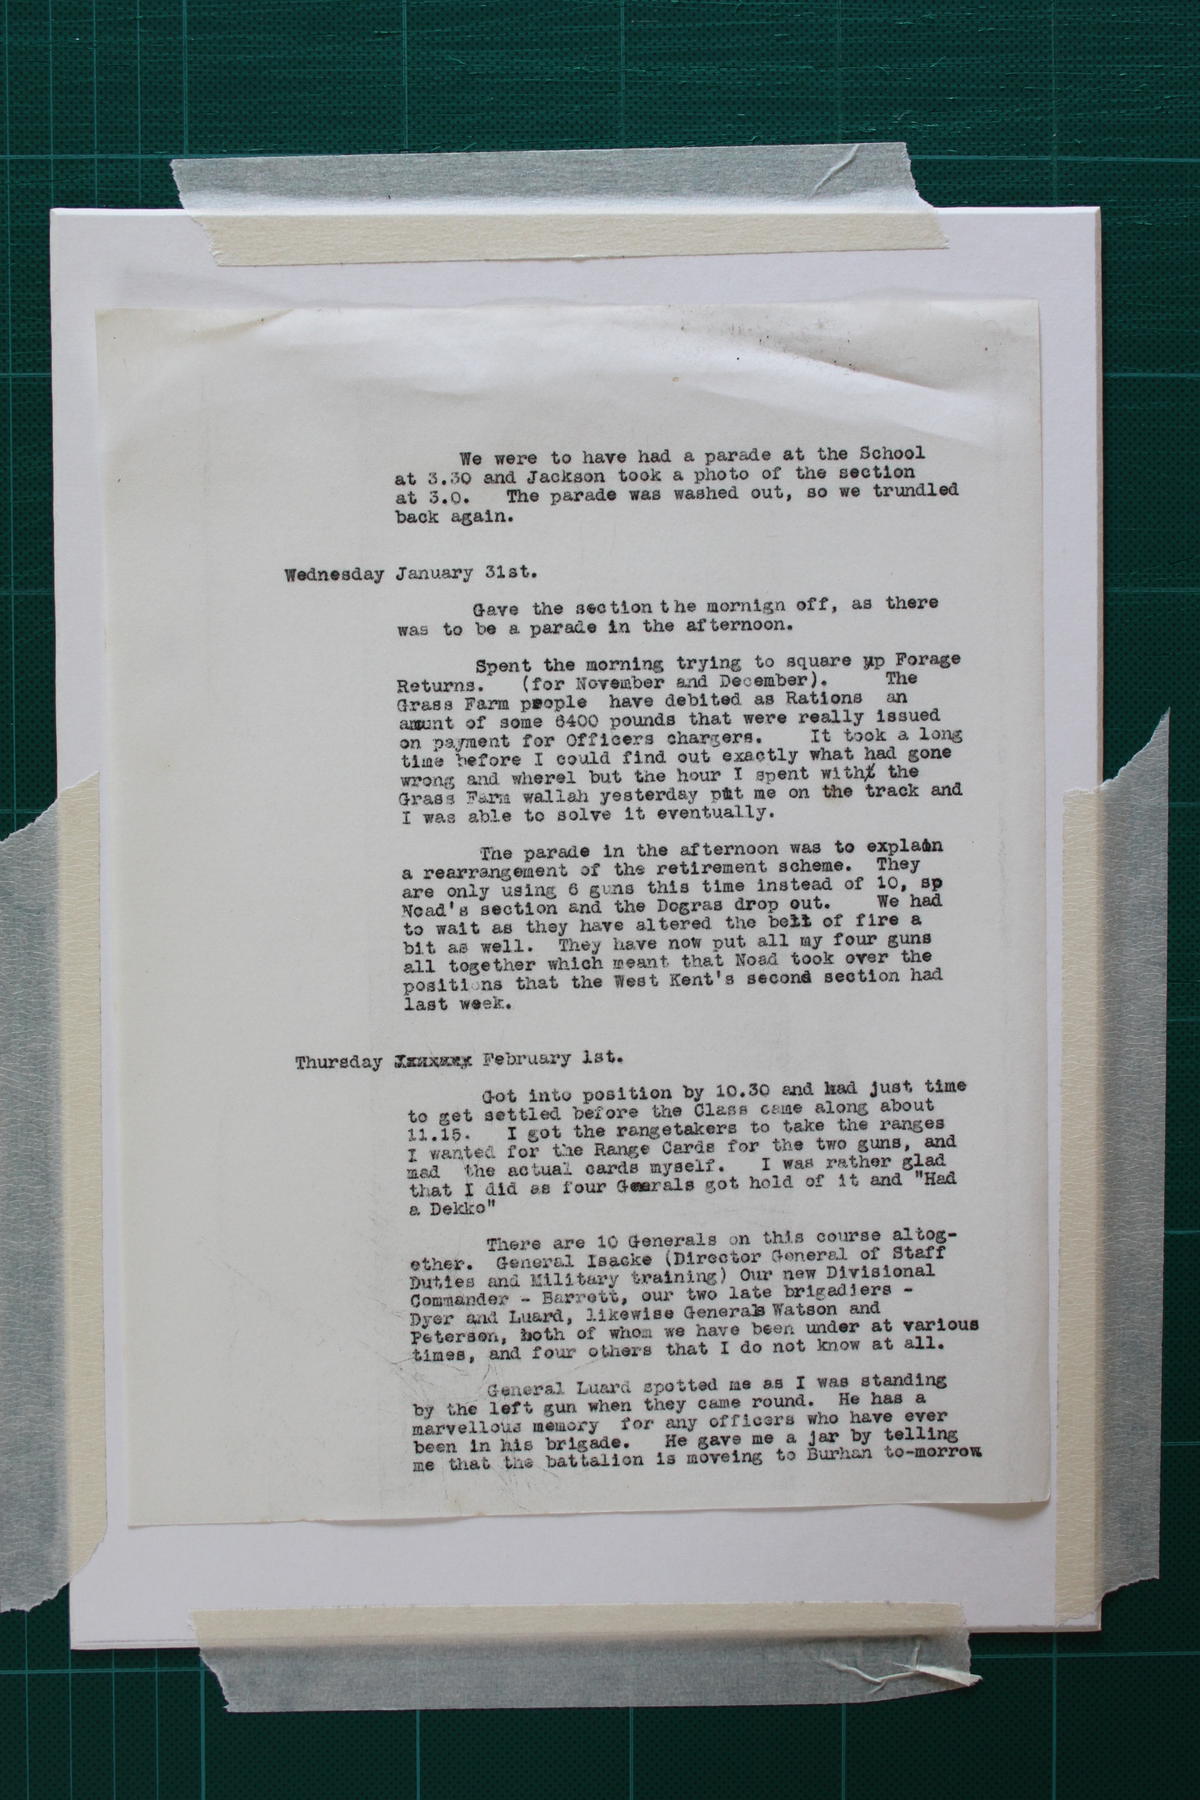 We were to have had a parade at the School
at 3.30 and Jackson took a photo of the section
at 3.0. The parade was washed out, so we trundled
back again.
Wednesday January 31st.
Gave the section the mornign off, as there
was to be a parade in the afternoon.
Spent the morning trying to square up Forage
Returns. (for November and December). The
Grass Farm people have debited as Rations an
amunt of some 6400 pounds that were really issued
on payment for Officers chargers. It took a long
time before I could find out exactly what had gone
wrong and wherel but the hour I spent with the
Grass Farm wallah yesterday put me on the track and
I was able to solve it eventually.
The parade in the afternoon was to explain
a rearrangement of the retirement scheme. They
are only using 6 guns this time instead of 10, sp
Noad's section and the Dogras drop out. We had
to wait as they have altered the belt of fire a
bit as well. They have now put all my four guns
all together which meant that Noad took over the
positions that the West Kent's second section had
last week.
Thursday February 1st.
Got into position by 10.30 and had just time
to get settled before the Class came along about
11.15. I got the rangetakers to take the ranges
I wanted for the Range Cards for the two guns, and
mad the actual cards myself. I was rather glad
that I did as four Genrals got hold of it and "Had
a Dekko"
There are 10 Generals on this course altog-
ether. General Isacke (Director General of Staff
Duties and Military training) Our new Divisional
Commander - Barrett, our two late brigadiers -
Dyer and Luard, likewise Generals Watson and
Peterson, both of whom we have been under at various
times, and four others that I do not know at all.
General Luard spotted me as I was standing
by the left gun when they came round. He has a
marvellous memory for any officers who have ever
been in his brigade. He gave me a jar by telling
me that the battalion is moveing to Burhan to-morrow